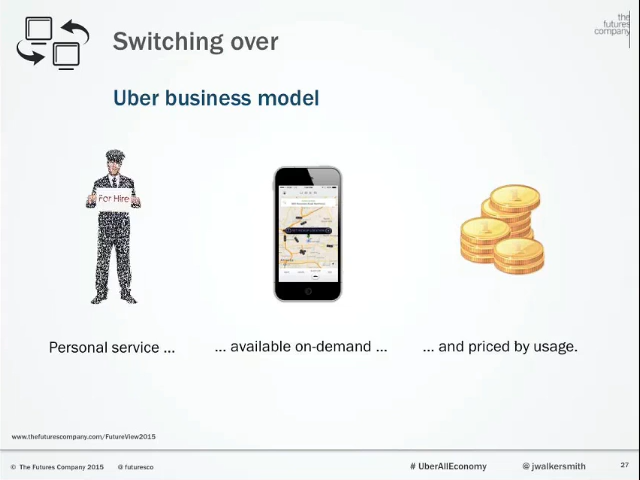 the
futures
company
Switching over
Uber business model
For Hire
Personal service ...
... available on-demand ...
... and priced by usage.
www.thefuturescompany.com/FutureView2015
© The Futures Company 2015 @ futuresco
# UberAllEconomy @ jwalkersmith 27